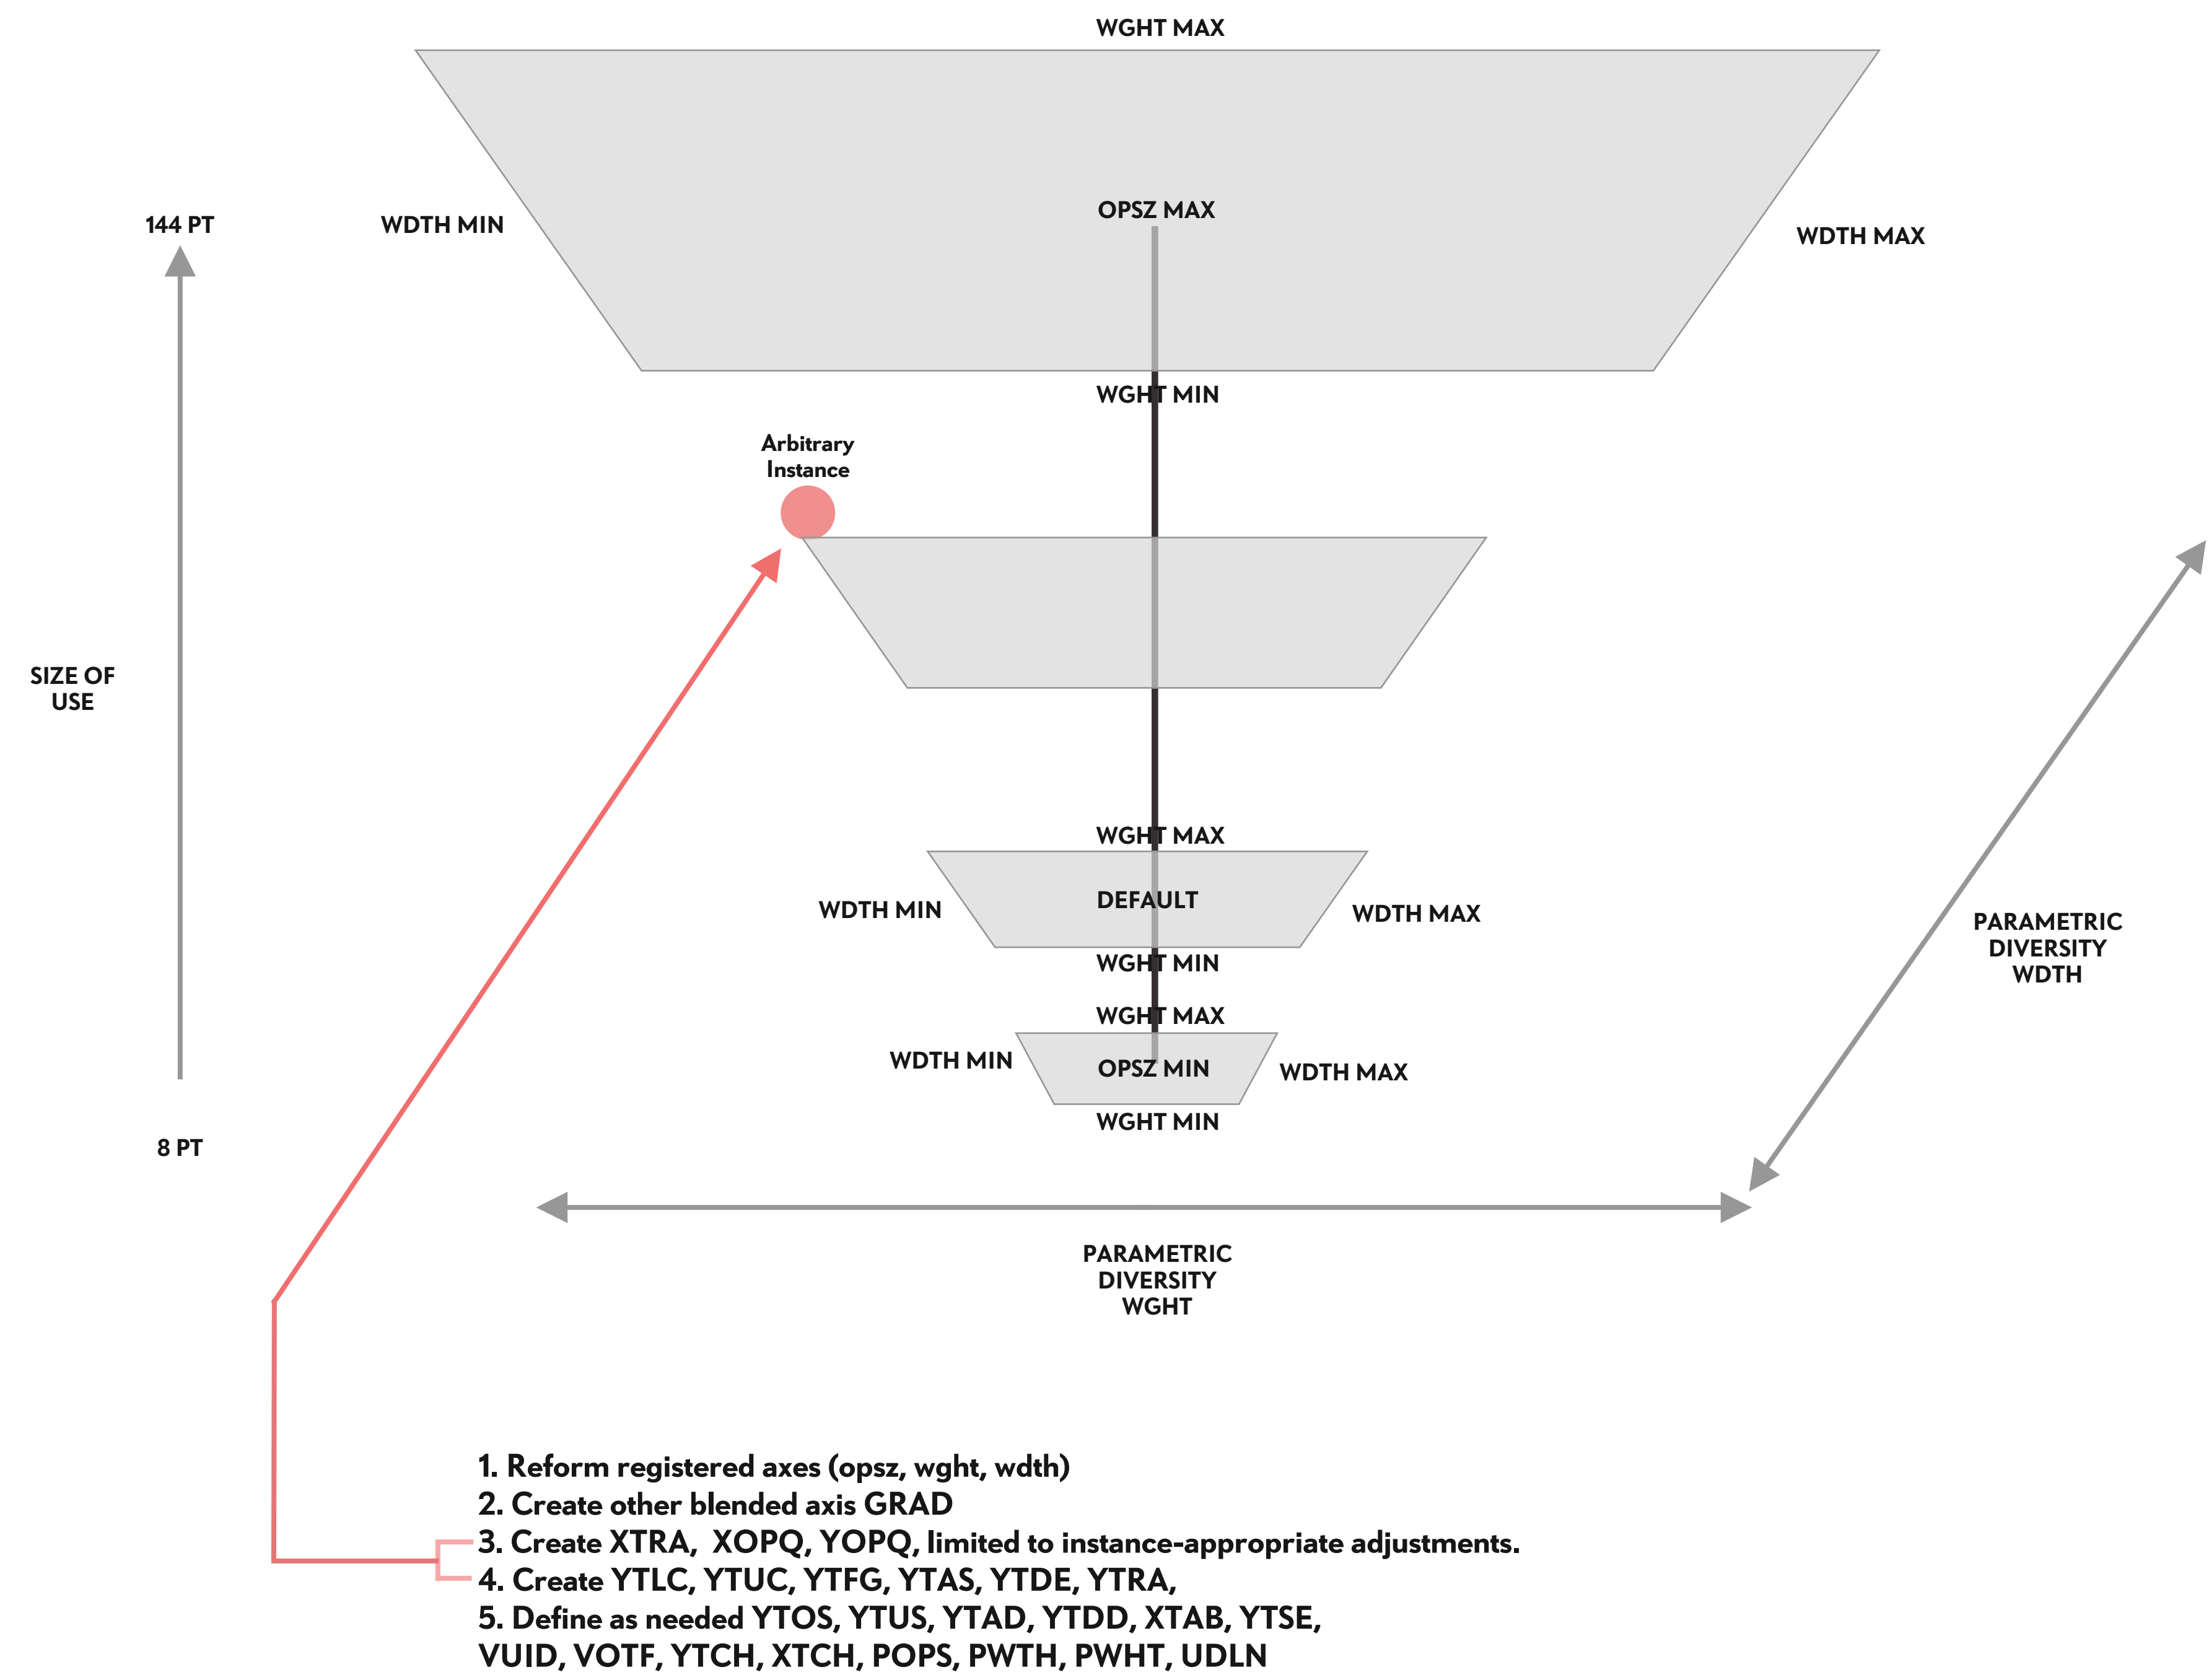 WGHT MAX
144 PT
WDTH MIN
OPSZ MAX
WDTH MAX
WGHT MIN
Arbitrary
Instance
SIZE OF
USE
WGHT MAX
DEFAULT
WDTH MIN
WDTH MAX
PARAMETRIC
DIVERSITY
WDTH
WGHT MIN
WGHT MAX
WDTH MIN
OPSZ MIN
WDTH MAX
WGHT MIN
8 PT
PARAMETRIC
DIVERSITY
WGHT
1. Reform registered axes (opsz, wght, wdth)
2. Create other blended axis GRAD
3. Create XTRA,  XOPQ, YOPQ, limited to instance-appropriate adjustments.
4. Create YTLC, YTUC, YTFG, YTAS, YTDE, YTRA,
5. Define as needed YTOS, YTUS, YTAD, YTDD, XTAB, YTSE,
VUID, VOTF, YTCH, XTCH, POPS, PWTH, PWHT, UDLN